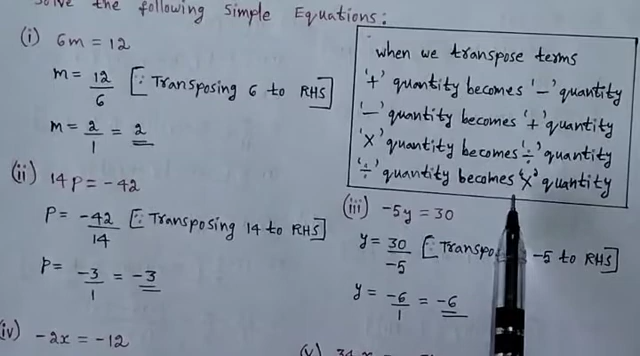 Solve the following Simple Equations:
(i) 6m = 12
m = 12/6 [∵ Transposing 6 to RHS]
m = 2/1 = 2
when we transpose terms
'+' quantity becomes '−' quantity
'−' quantity becomes '+' quantity
'X' quantity becomes '÷' quantity
'÷' quantity becomes 'X' quantity
(ii) 14p = -42
P = -42/14 [∵ Transposing 14 to RHS]
p = -3/1 = -3
(iii) -5y = 30
y = 30/-5 [∵ Transpo -5 to RHS]
y = -6/1 = -6
(iv) -2x = -12
(v)